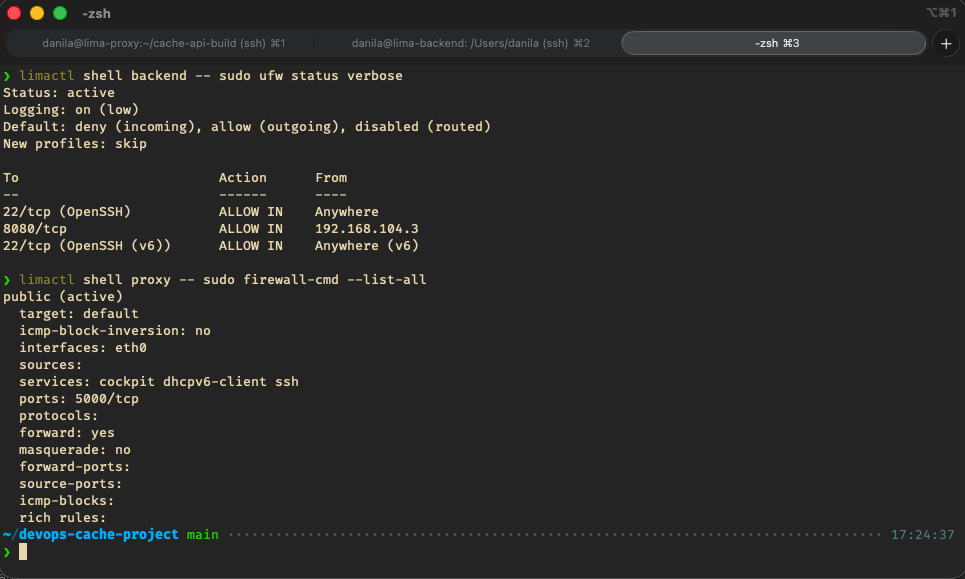 -zsh
⌥⌘1
danila@lima-proxy:~/cache-api-build (ssh) ⌘1
danila@lima-backend: /Users/danila (ssh) ⌘2
-zsh ⌘3
+
❯ limactl shell backend -- sudo ufw status verbose
Status: active
Logging: on (low)
Default: deny (incoming), allow (outgoing), disabled (routed)
New profiles: skip
To                         Action      From
--                         ------      ----
22/tcp (OpenSSH)           ALLOW IN    Anywhere
8080/tcp                   ALLOW IN    192.168.104.3
22/tcp (OpenSSH (v6))      ALLOW IN    Anywhere (v6)
❯ limactl shell proxy -- sudo firewall-cmd --list-all
public (active)
  target: default
  icmp-block-inversion: no
  interfaces: eth0
  sources:
  services: cockpit dhcpv6-client ssh
  ports: 5000/tcp
  protocols:
  forward: yes
  masquerade: no
  forward-ports:
  source-ports:
  icmp-blocks:
  rich rules:
~/devops-cache-project main 17:24:37
❯